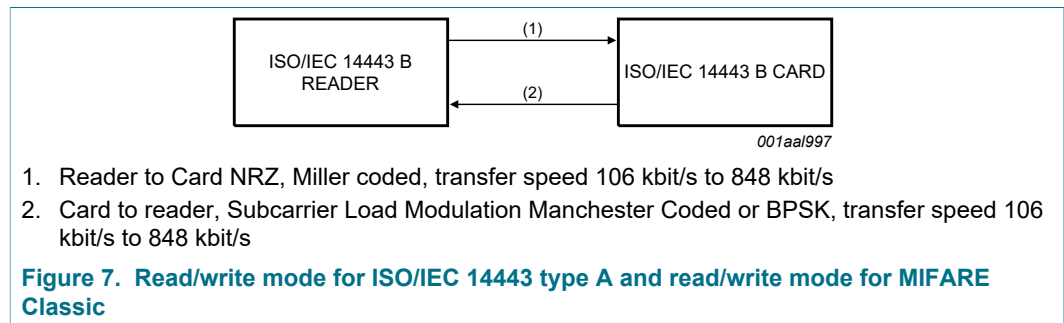 (1)
ISO/IEC 14443 B
READER
ISO/IEC 14443 B CARD
(2)
001aal997
1. Reader to Card NRZ, Miller coded, transfer speed 106 kbit/s to 848 kbit/s
2. Card to reader, Subcarrier Load Modulation Manchester Coded or BPSK, transfer speed 106
kbit/s to 848 kbit/s
Figure 7. Read/write mode for ISO/IEC 14443 type A and read/write mode for MIFARE
Classic